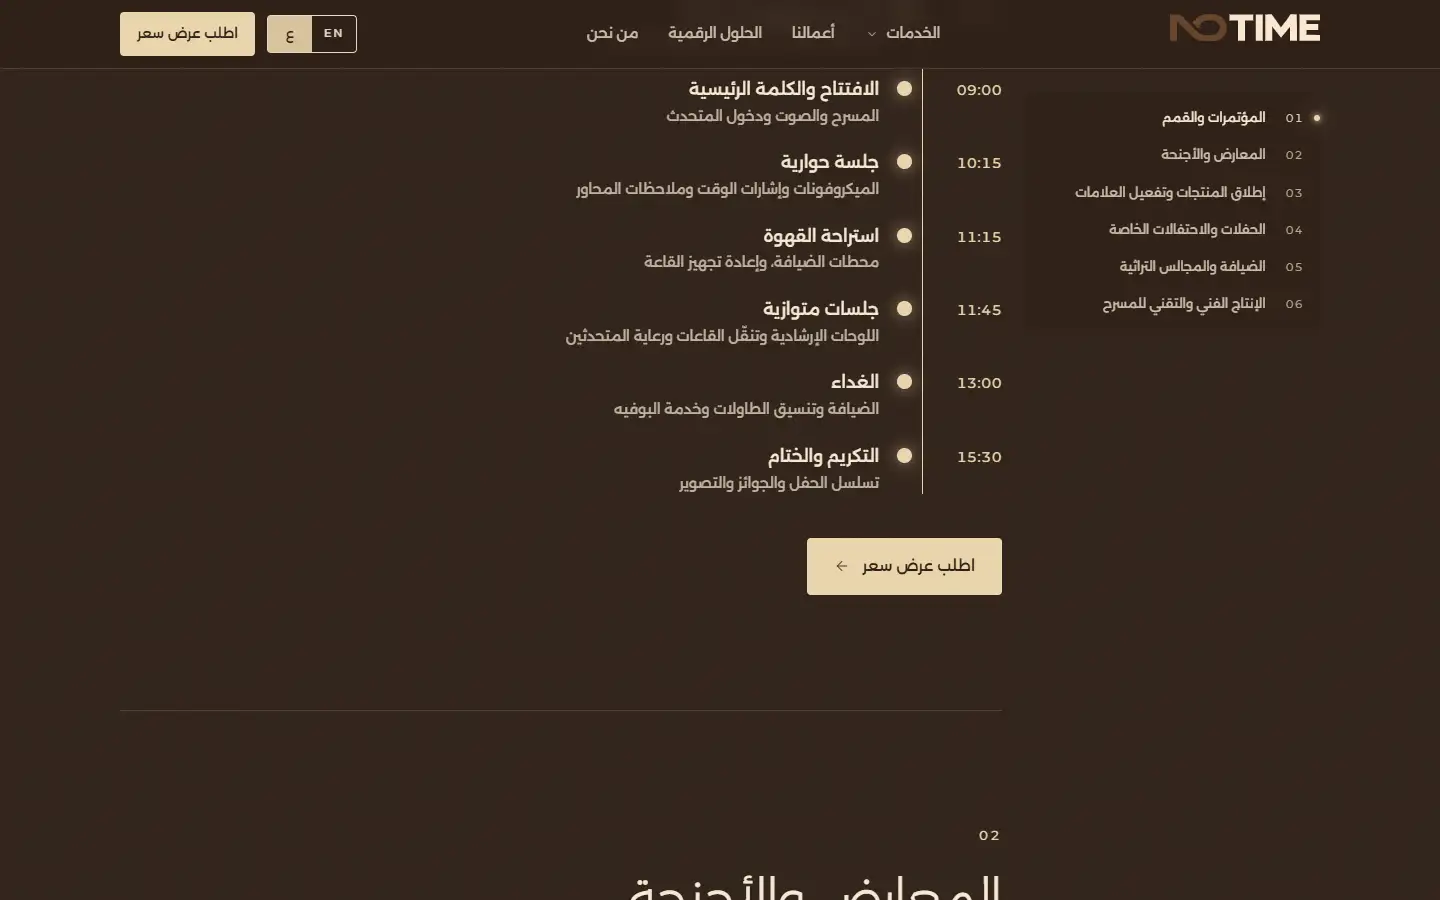 NOTIME
الخدمات
أعمالنا
الحلول الرقمية
من نحن
EN
ع
اطلب عرض سعر
01 المؤتمرات والقمم
02 المعارض والأجنحة
03 إطلاق المنتجات وتفعيل العلامات
04 الحفلات والاحتفالات الخاصة
05 الضيافة والمجالس التراثية
06 الإنتاج الفني والتقني للمسرح
09:00 الافتتاح والكلمة الرئيسية
المسرح والصوت ودخول المتحدث
10:15 جلسة حوارية
الميكروفونات وإشارات الوقت وملاحظات المحاور
11:15 استراحة القهوة
محطات الضيافة، وإعادة تجهيز القاعة
11:45 جلسات متوازية
اللوحات الإرشادية وتنقّل القاعات ورعاية المتحدثين
13:00 الغداء
الضيافة وتنسيق الطاولات وخدمة البوفيه
15:30 التكريم والختام
تسلسل الحفل والجوائز والتصوير
اطلب عرض سعر ←
02
المعارض والأجنحة